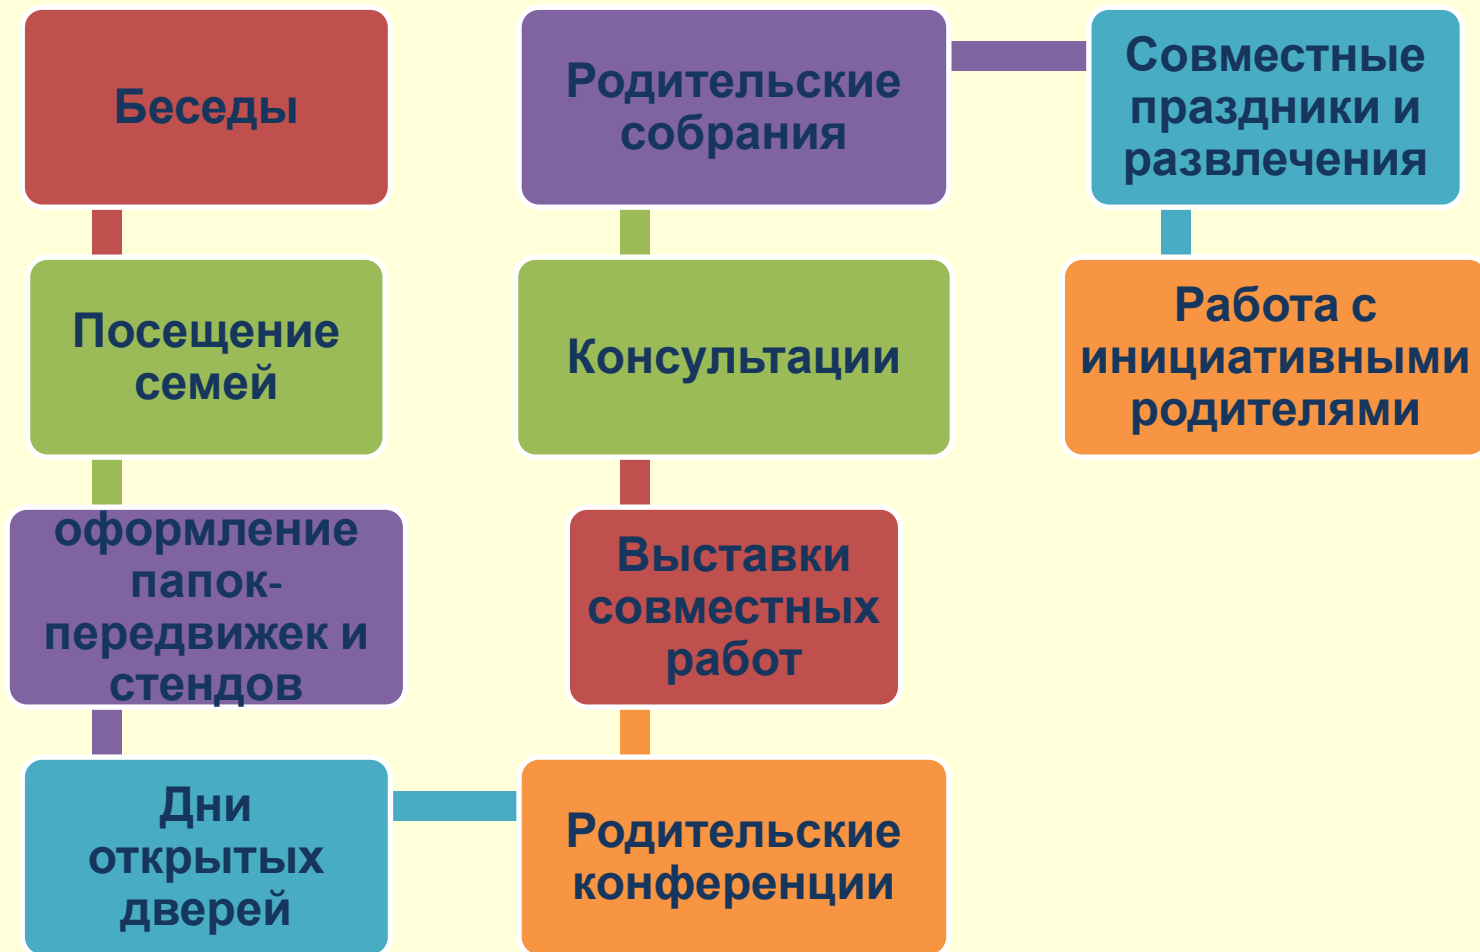 Беседы
Посещение
семей
оформление
папок-
передвижек и
стендов
Дни
открытых
дверей
Родительские
конференции
Выставки
совместных
работ
Консультации
Родительские
собрания
Совместные
праздники и
развлечения
Работа с
инициативными
родителями